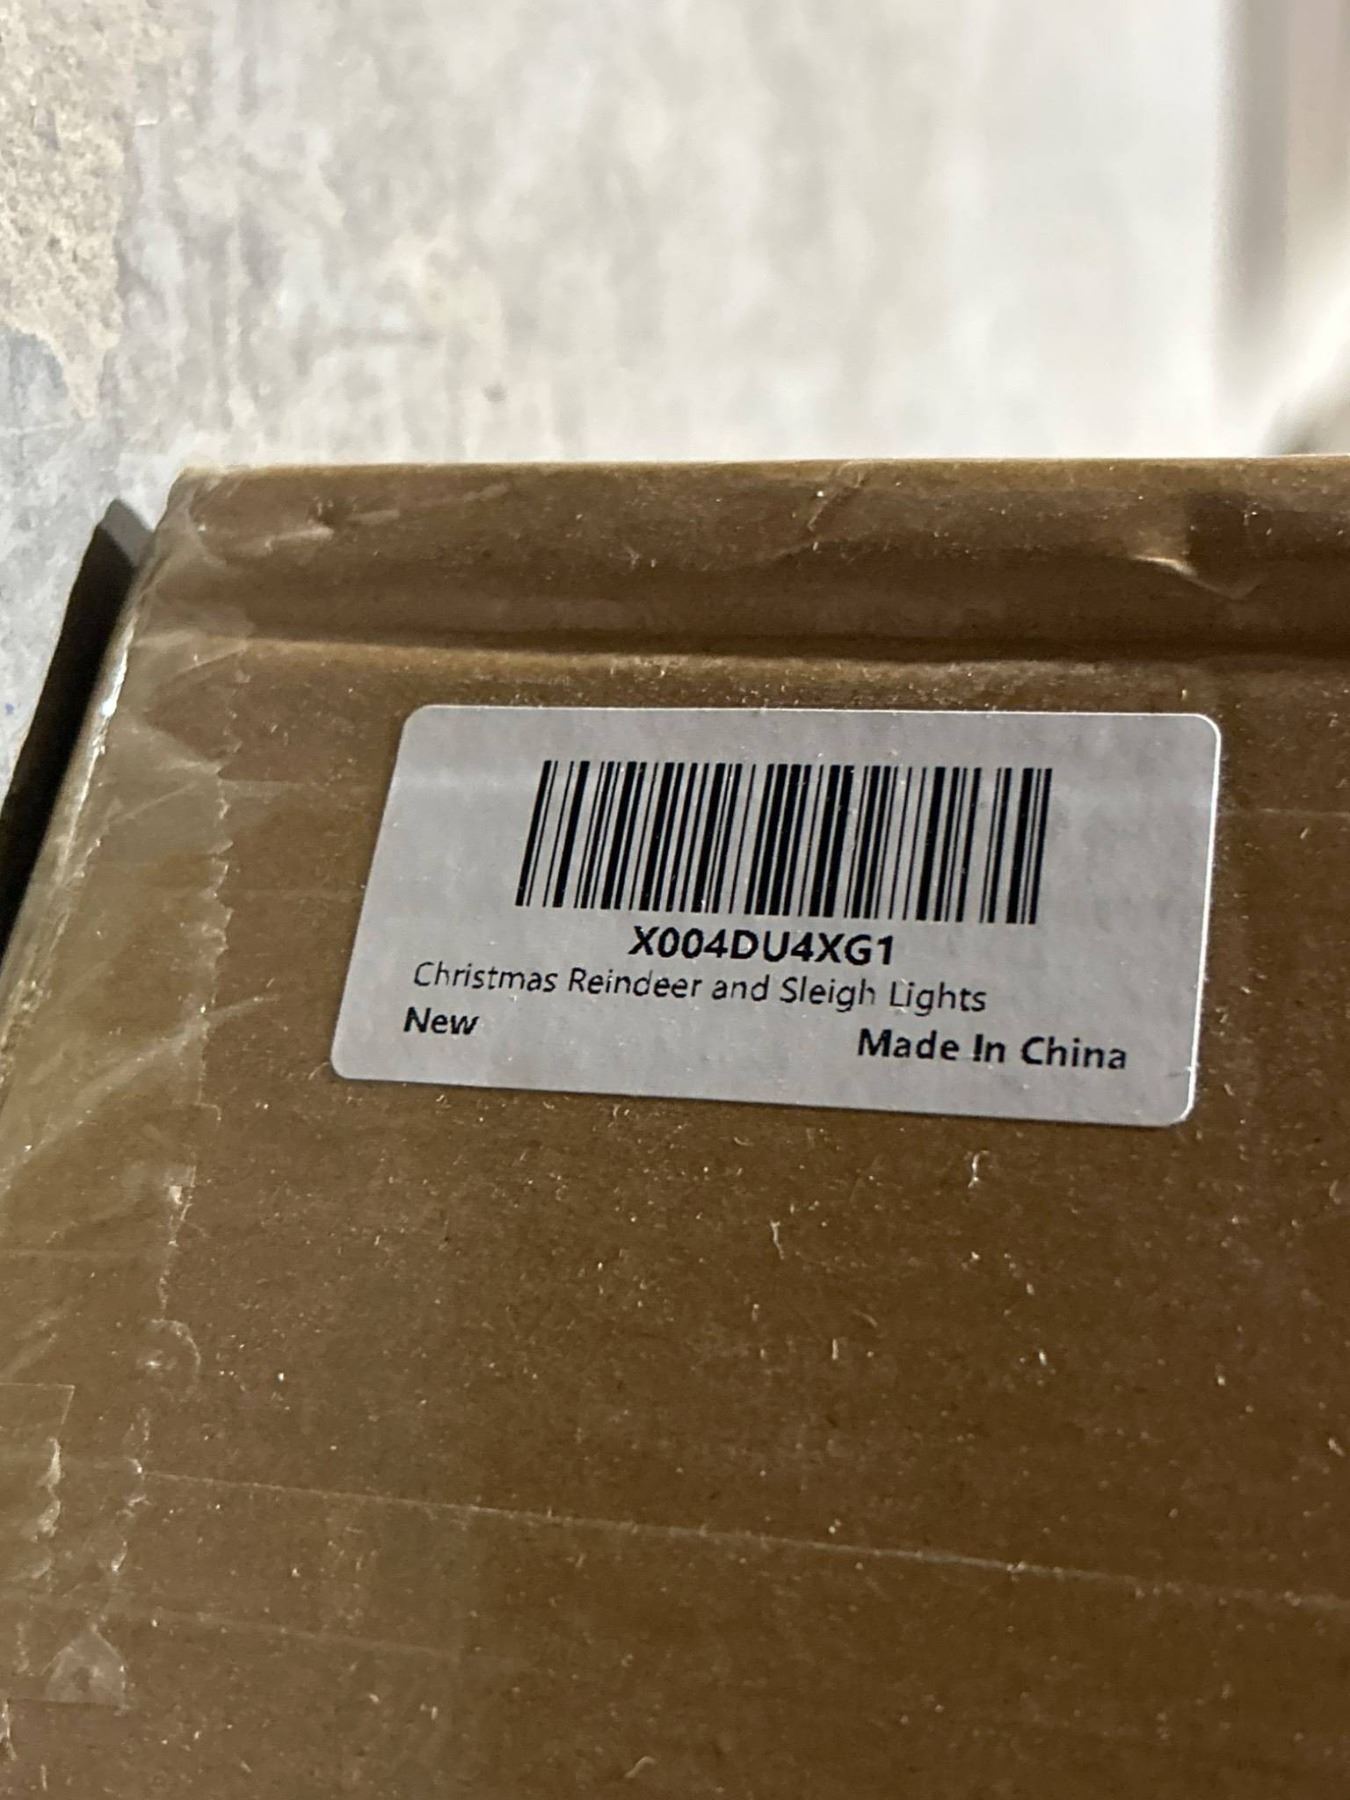 X004DU4XG1
Christmas Reindeer and Sleigh Lights
New
Made In China